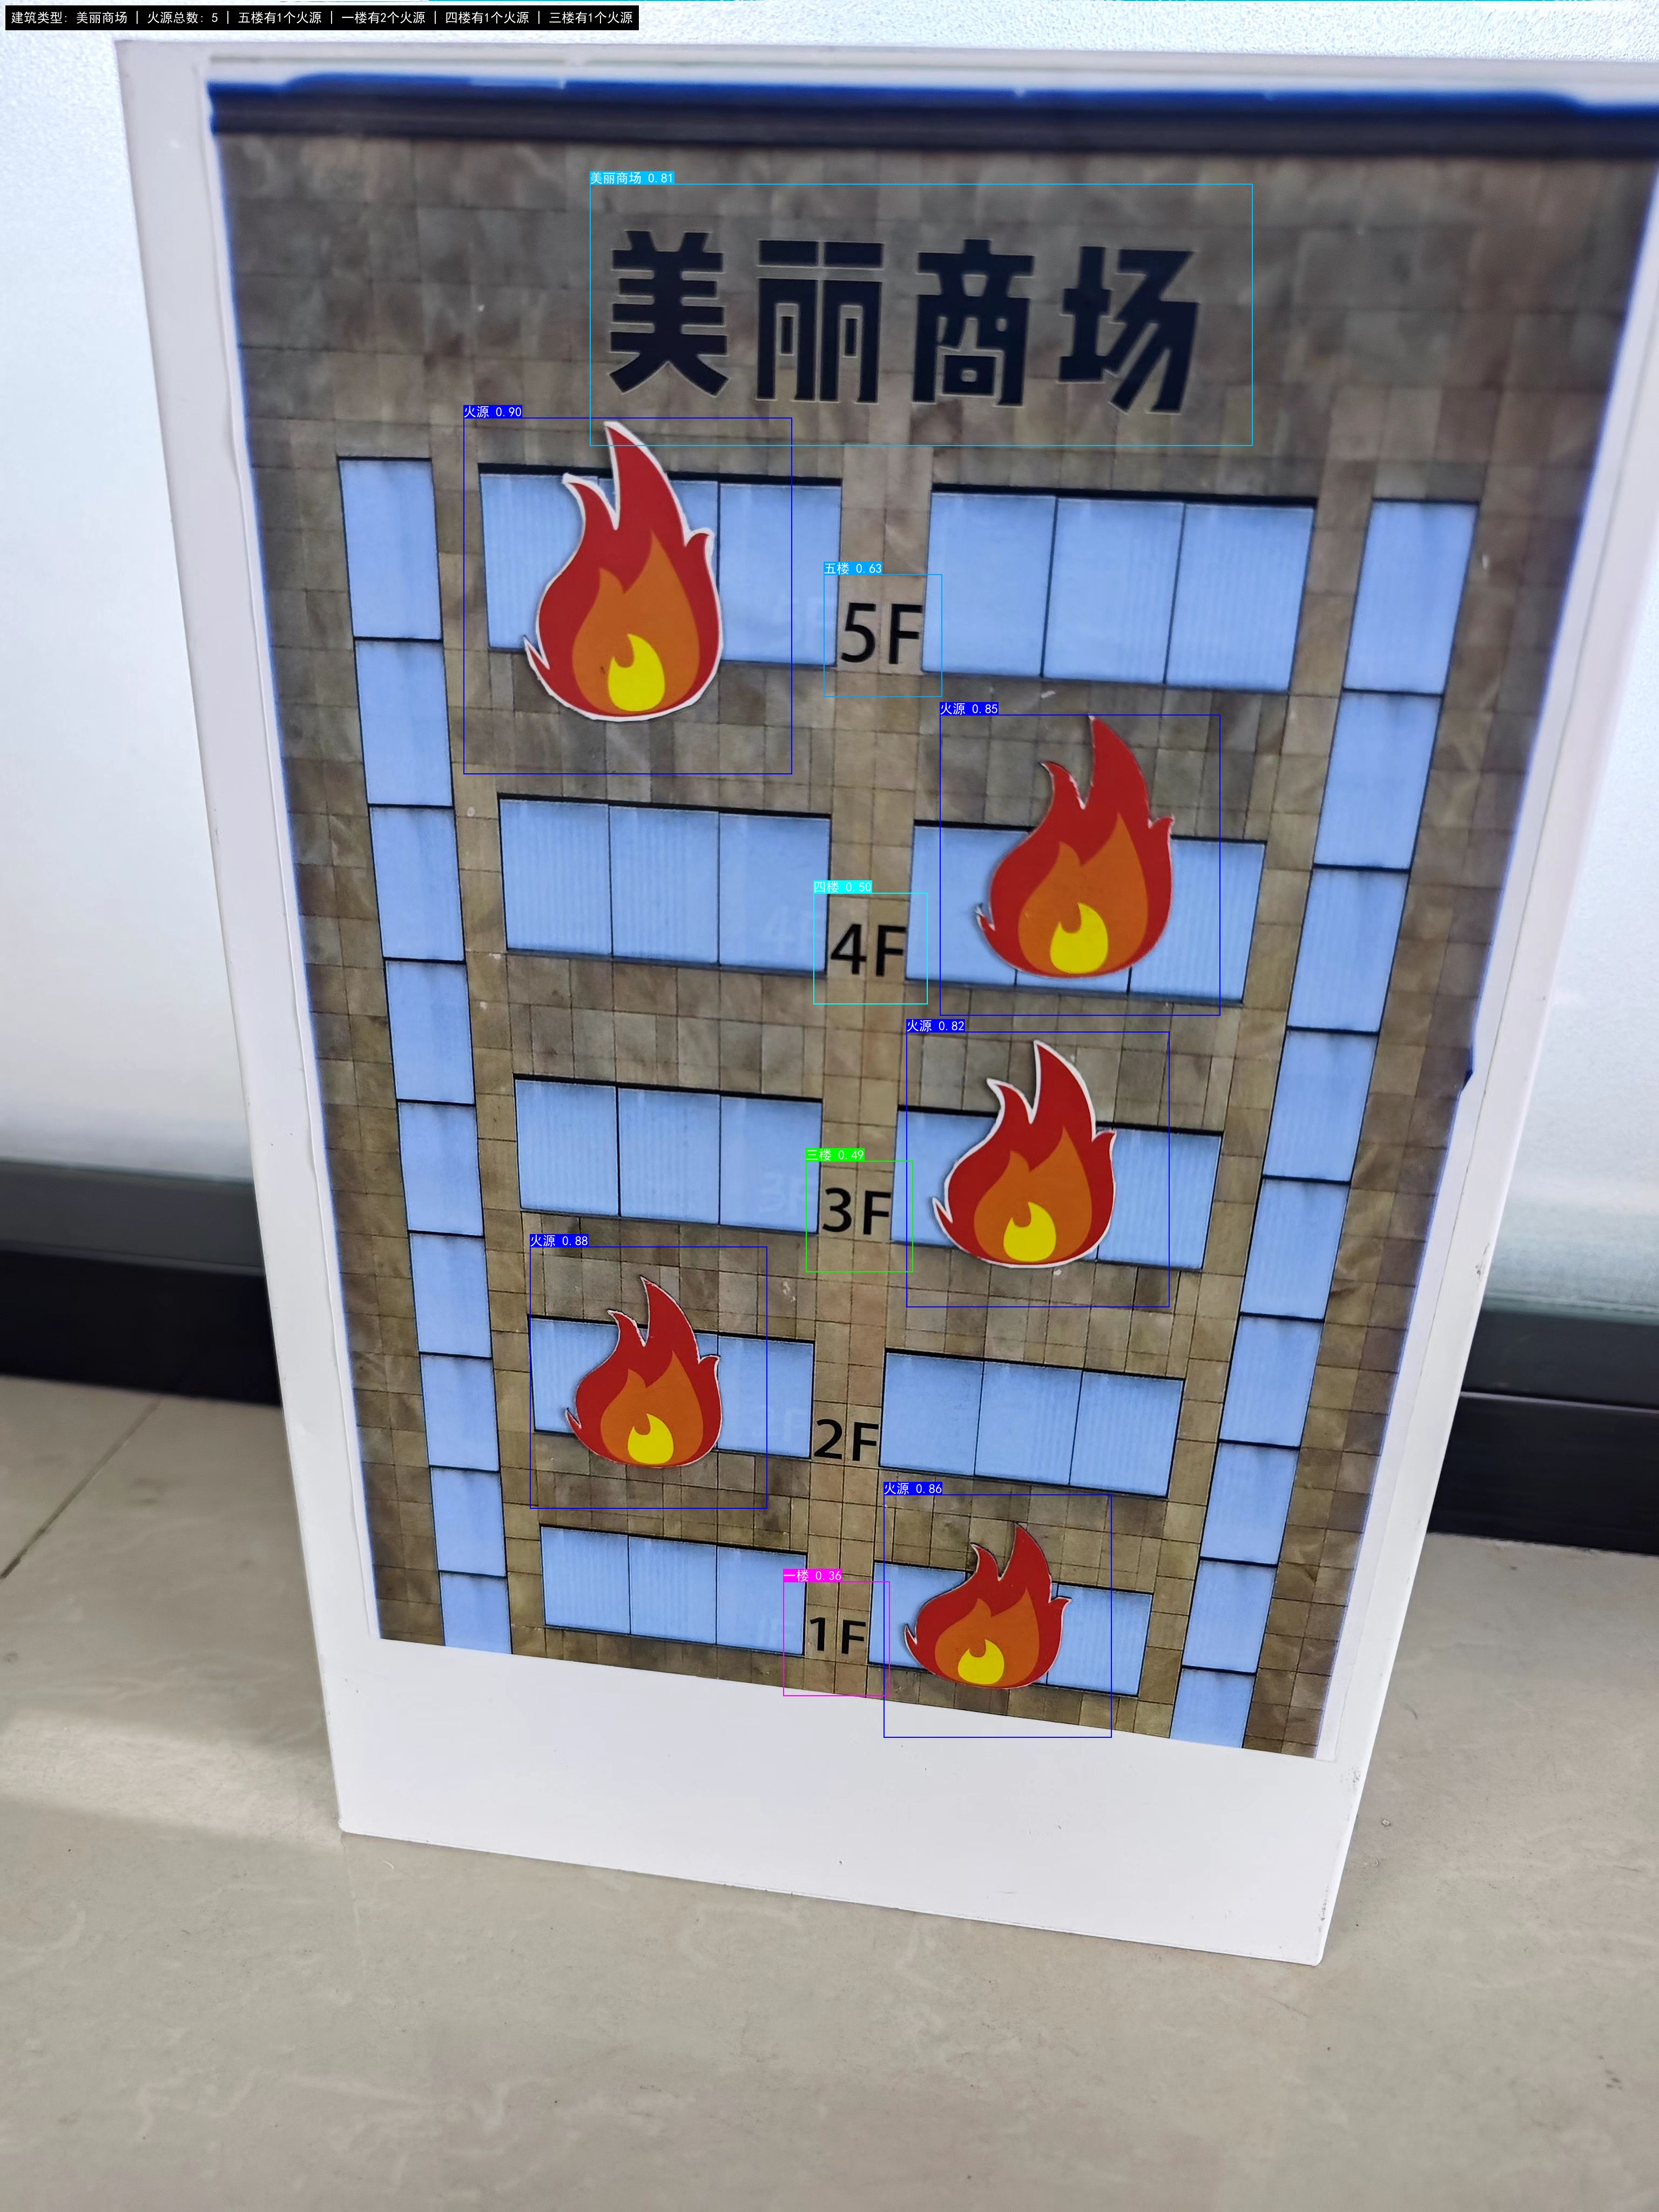 建筑类型: 美丽商场 | 火源总数: 5 | 五楼有1个火源 | 一楼有2个火源 | 四楼有1个火源 | 三楼有1个火源
美丽商场 0.81
美丽商场
火源 0.90
五楼 0.63
5F
火源 0.85
四楼 0.50
4F
火源 0.82
三楼 0.49
3F
火源 0.88
2F
火源 0.86
一楼 0.36
1F